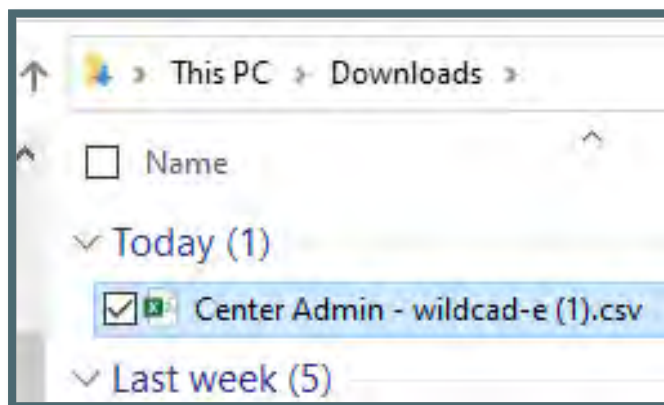 This PC > Downloads >
Name
Today (1)
Center Admin - wildcad-e (1).csv
Last week (5)